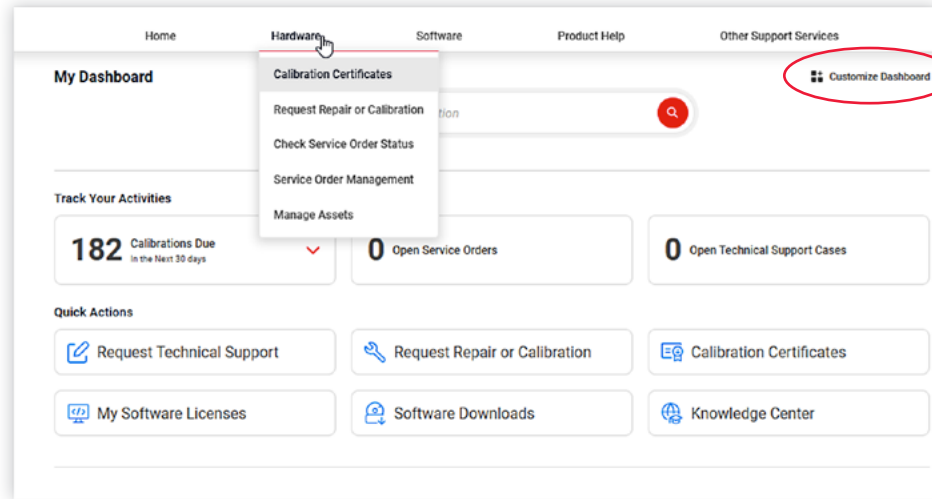 Home Hardware Software Product Help Other Support Services
My Dashboard
Customize Dashboard
Calibration Certificates
Request Repair or Calibration
Check Service Order Status
Service Order Management
Manage Assets
Track Your Activities
182 Calibrations Due
In the Next 30 days
0 Open Service Orders
0 Open Technical Support Cases
Quick Actions
Request Technical Support
Request Repair or Calibration
Calibration Certificates
My Software Licenses
Software Downloads
Knowledge Center